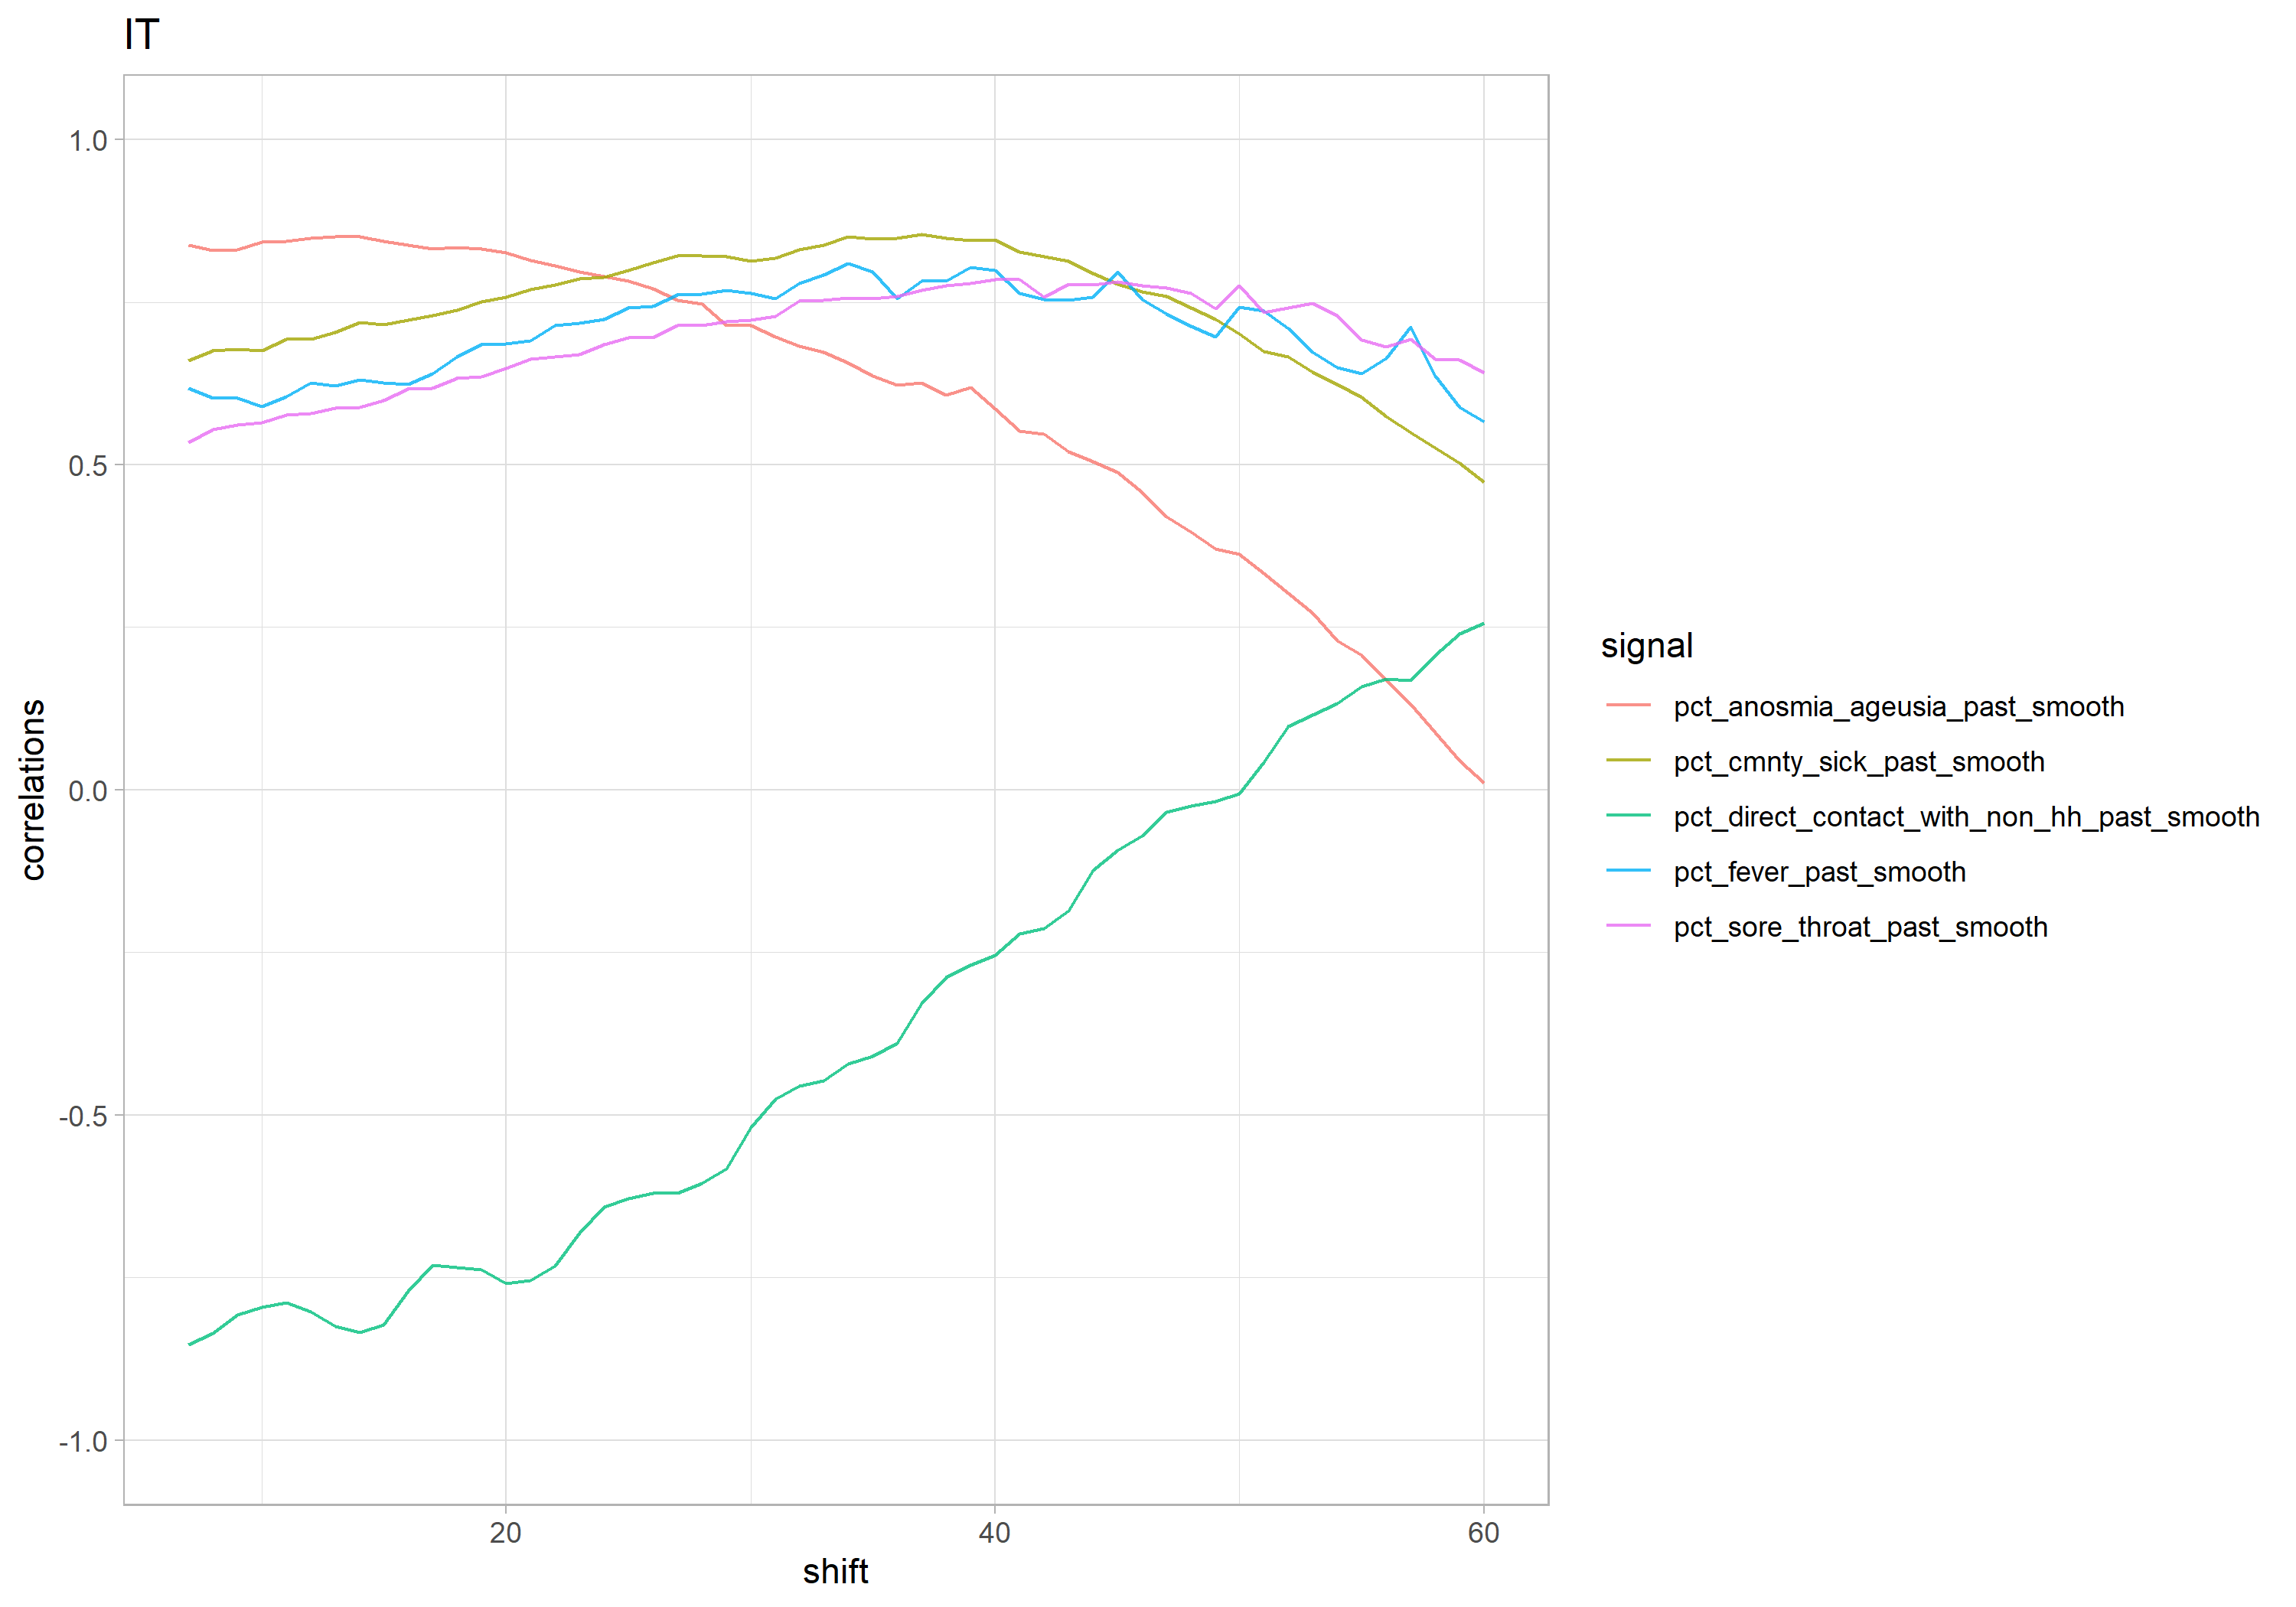 IT
1.0
0.5
0.0
-0.5
-1.0
correlations
20
40
60
shift
signal
pct_anosmia_ageusia_past_smooth
pct_cmnty_sick_past_smooth
pct_direct_contact_with_non_hh_past_smooth
pct_fever_past_smooth
pct_sore_throat_past_smooth